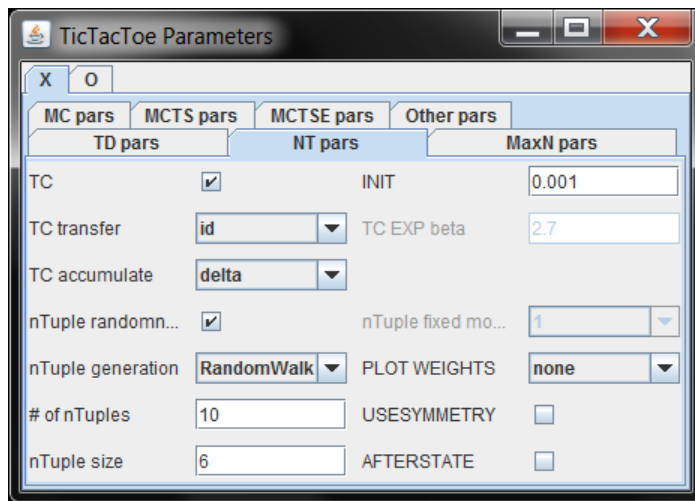 TicTacToe Parameters
X O
MC pars MCTS pars MCTSE pars Other pars
TD pars NT pars MaxN pars
TC INIT 0.001
TC transfer id TC EXP beta 2.7
TC accumulate delta
nTuple randomn... nTuple fixed mo... 1
nTuple generation RandomWalk PLOT WEIGHTS none
# of nTuples 10 USESYMMETRY
nTuple size 6 AFTERSTATE